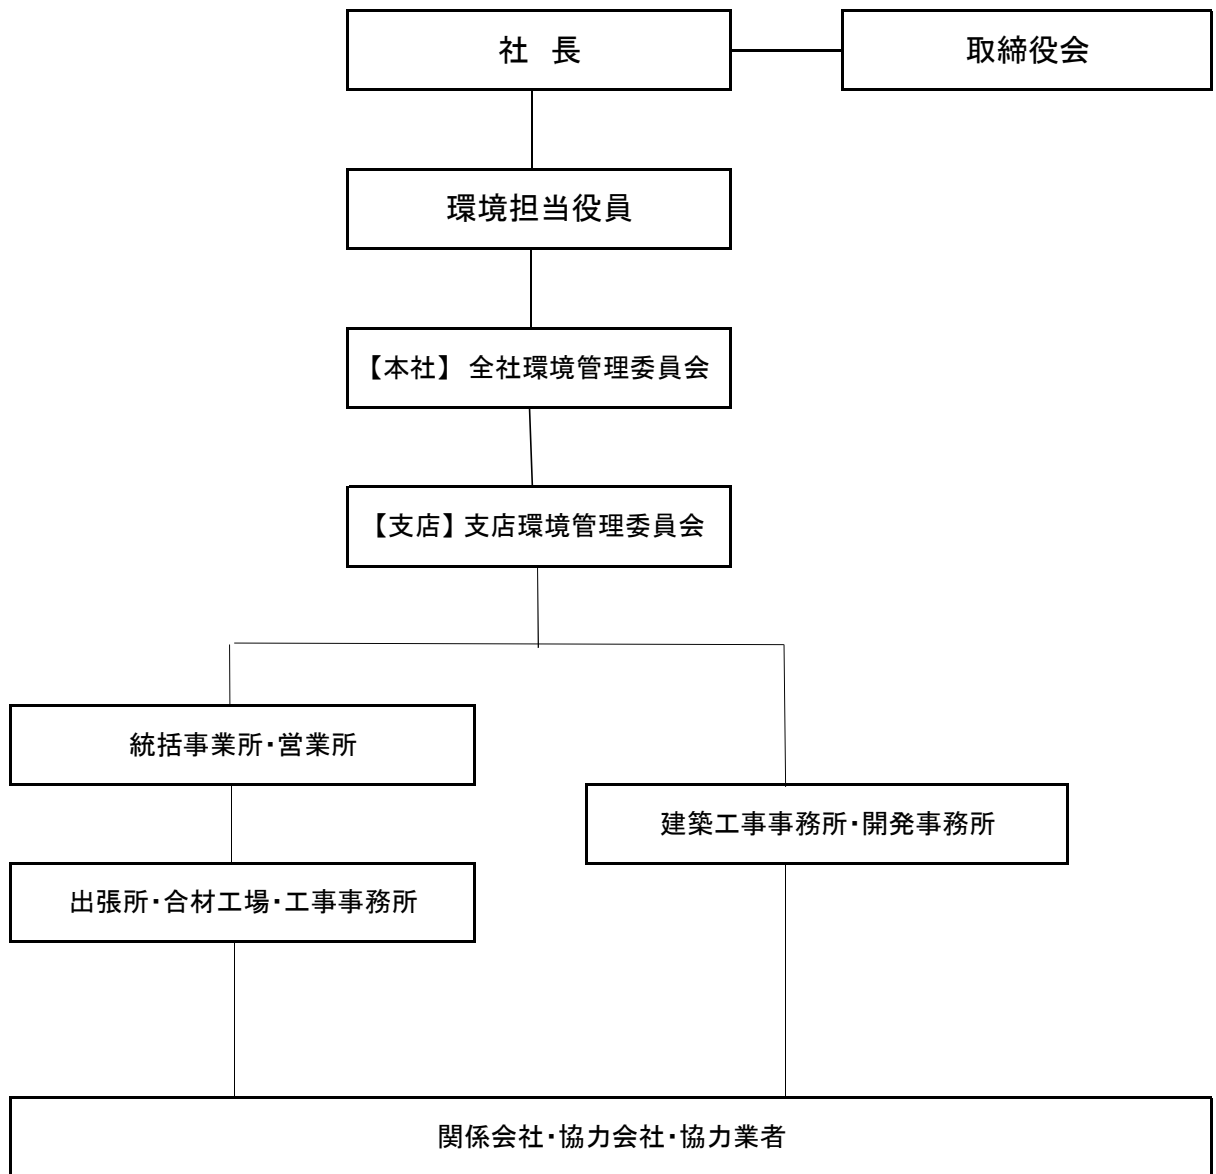 社 長
取締役会
環境担当役員
【本社】 全社環境管理委員会
【支店】支店環境管理委員会
統括事業所・営業所
建築工事事務所・開発事務所
出張所・合材工場・工事事務所
関係会社・協力会社・協力業者